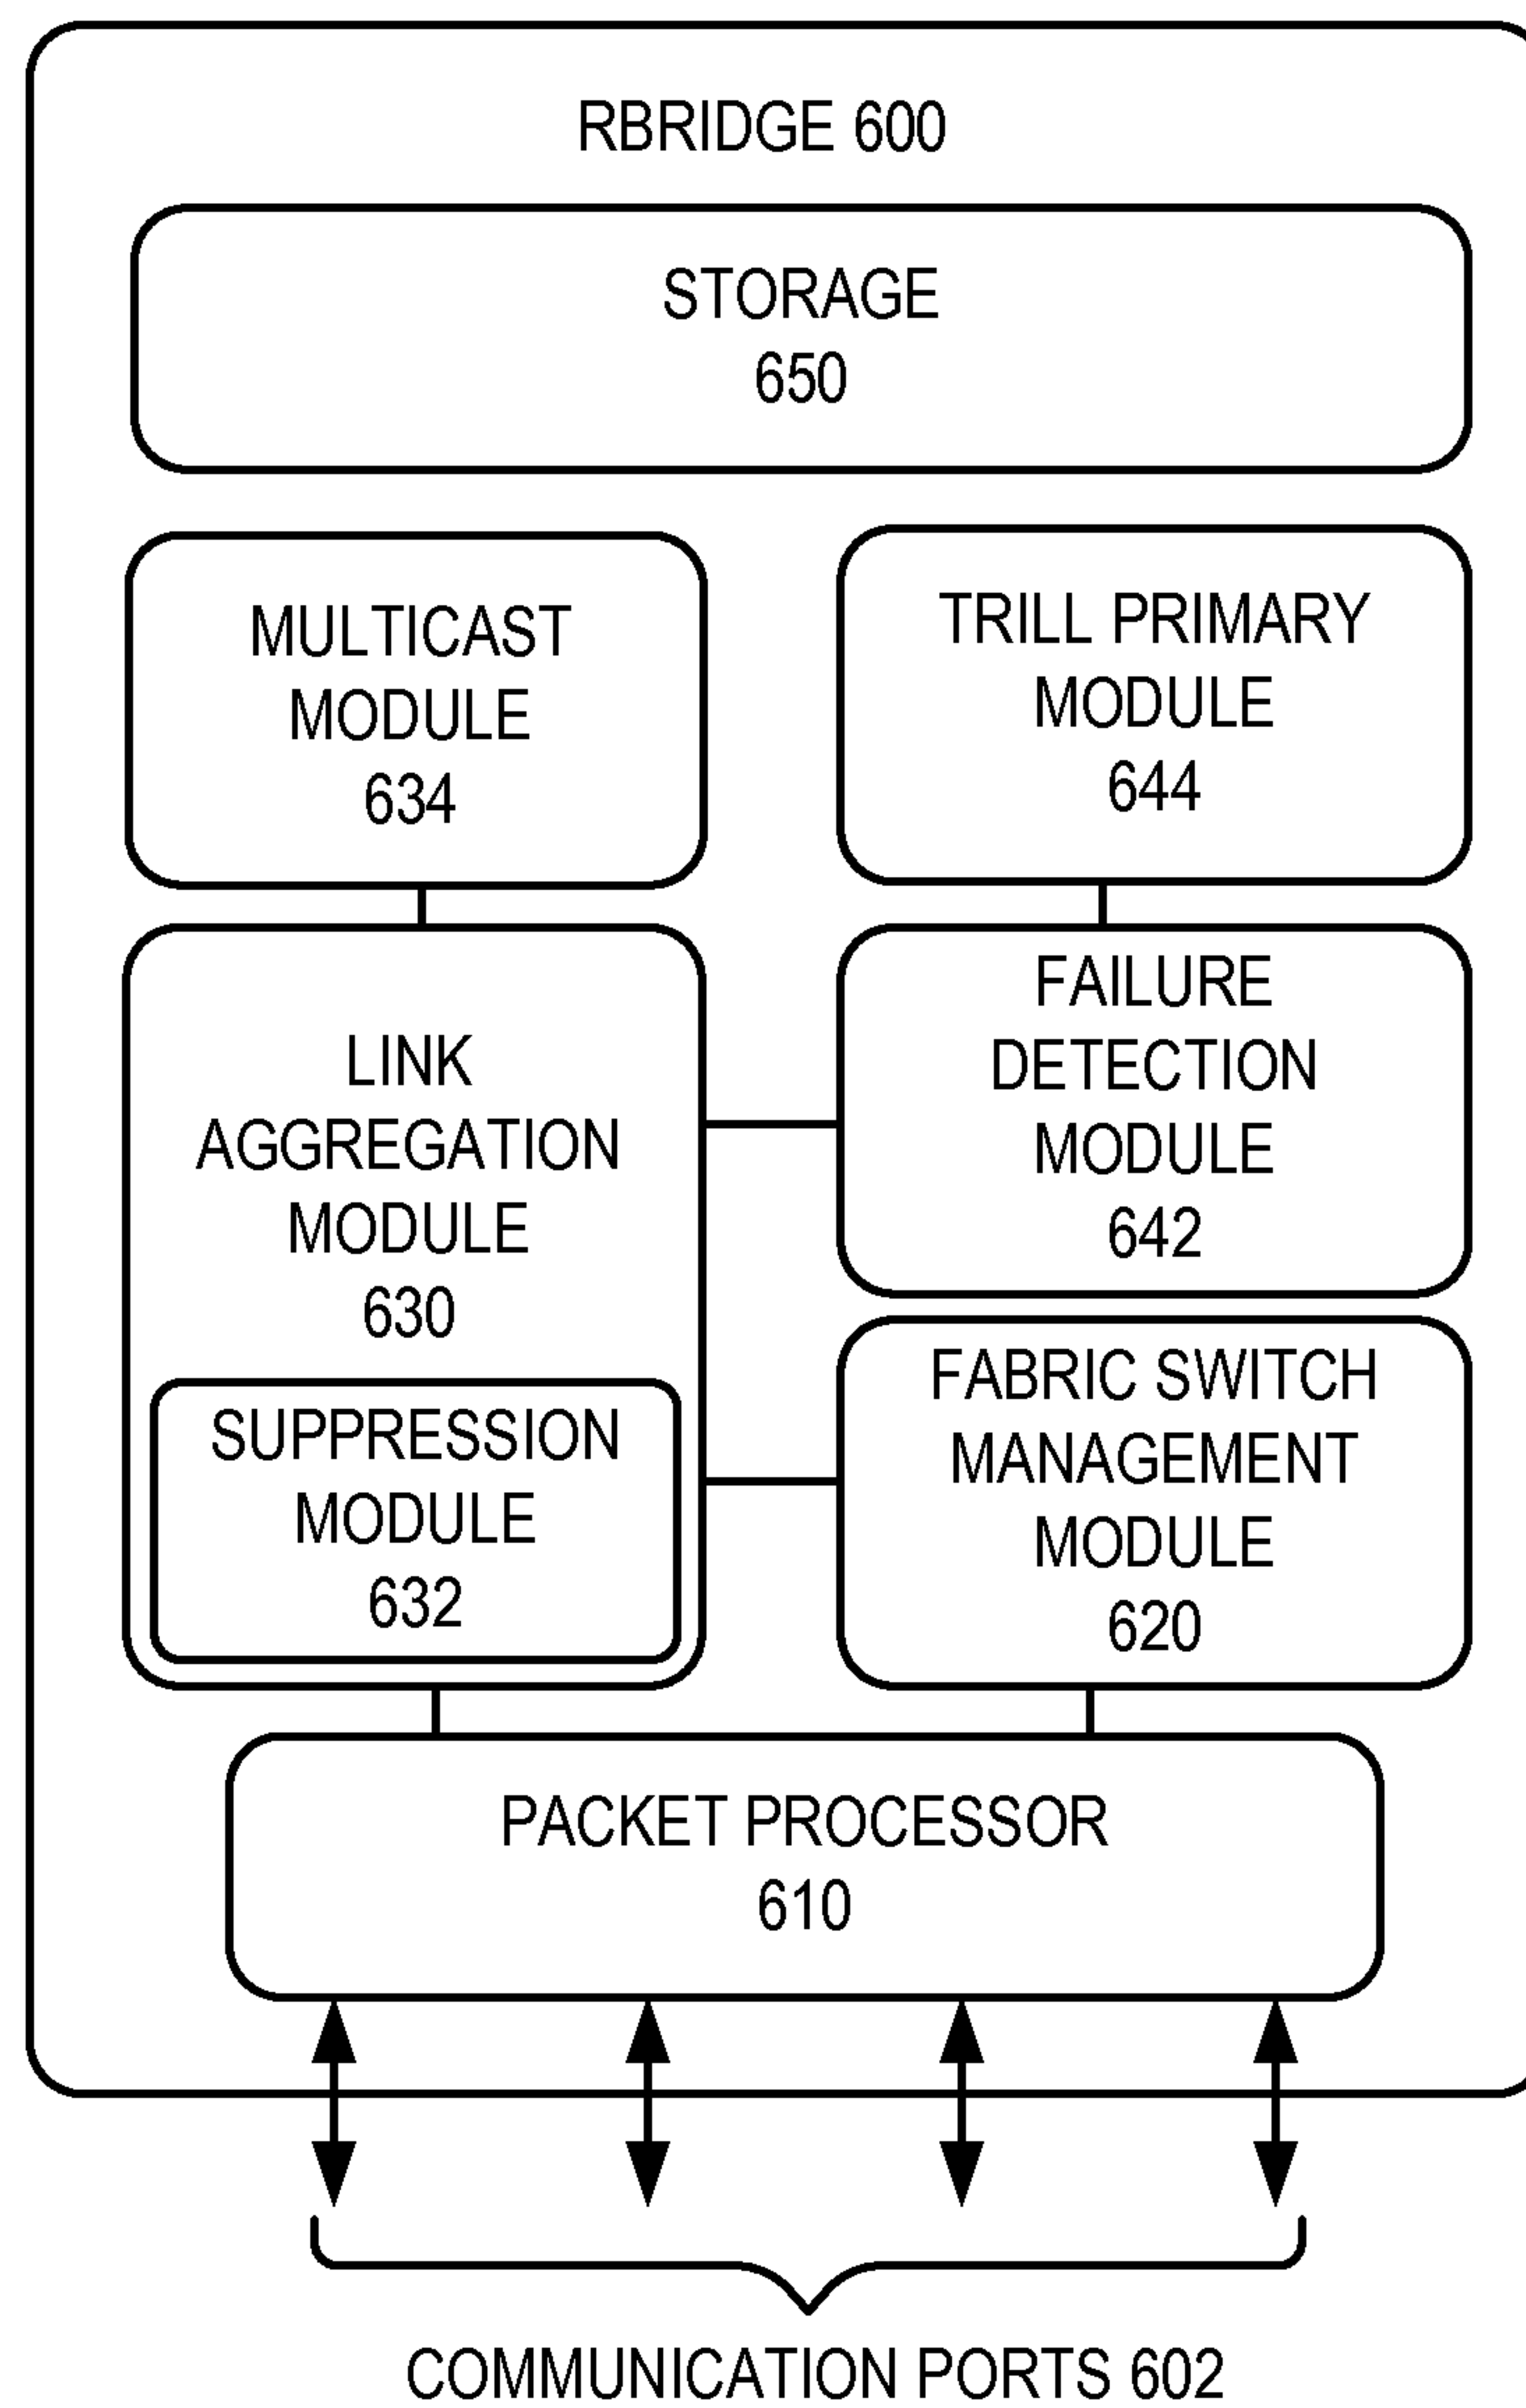 RBRIDGE 600
STORAGE
650
MULTICAST
MODULE
634
TRILL PRIMARY
MODULE
644
LINK
AGGREGATION
MODULE
630
SUPPRESSION
MODULE
632
FAILURE
DETECTION
MODULE
642
FABRIC SWITCH
MANAGEMENT
MODULE
620
PACKET PROCESSOR
610
COMMUNICATION PORTS 602